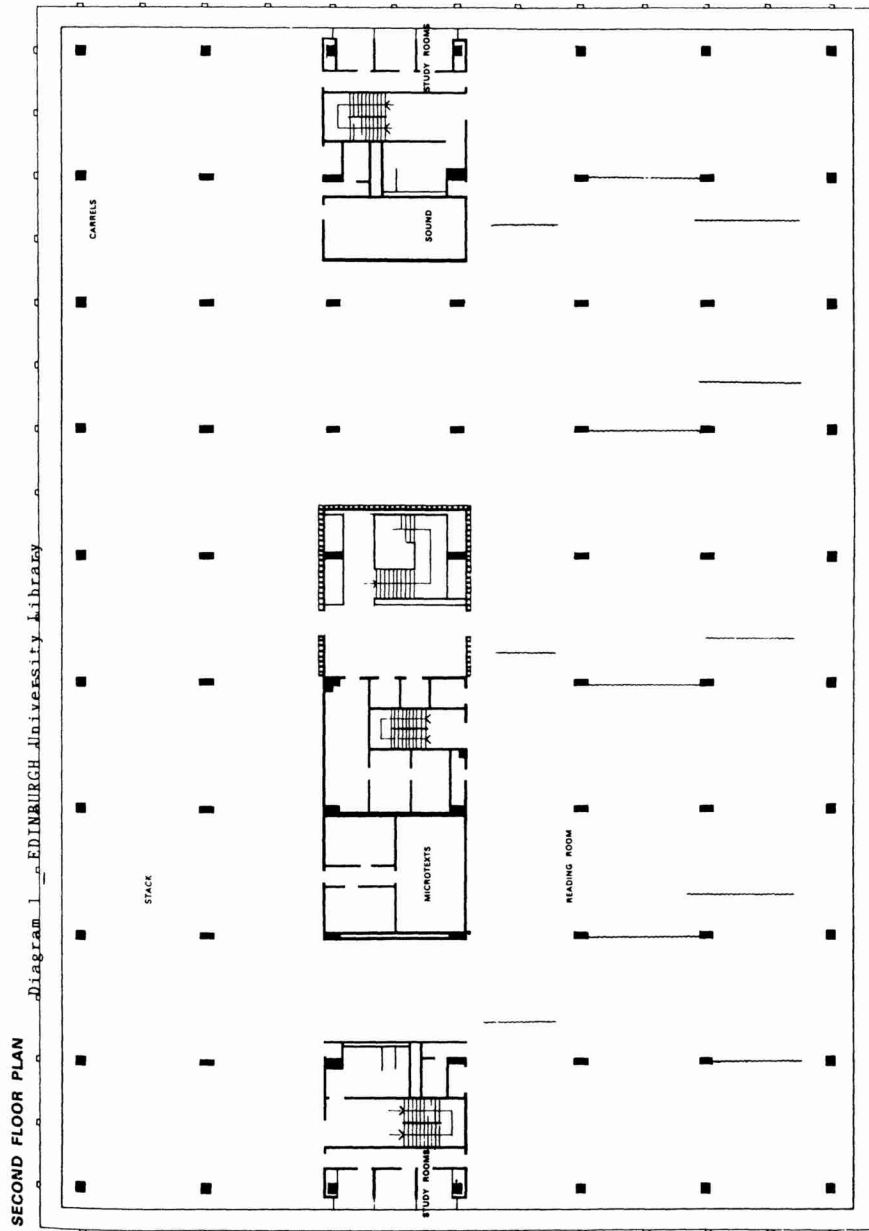 SECOND FLOOR PLAN
Diagram 1 - EDINBURGH University Library
CARRELS
STACK
STUDY ROOMS
SOUND
MICROTEXTS
READING ROOM
STUDY ROOMS